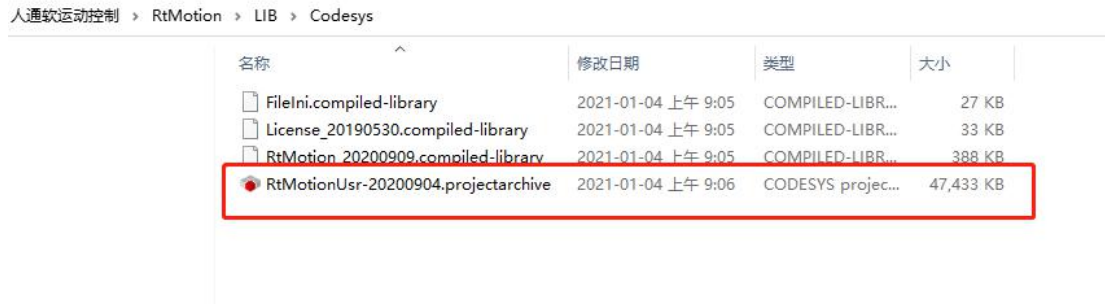 人通软运动控制 › RtMotion › LIB › Codesys
名称 修改日期 类型 大小
FileIni.compiled-library 2021-01-04 上午 9:05 COMPILED-LIBR... 27 KB
License_20190530.compiled-library 2021-01-04 上午 9:05 COMPILED-LIBR... 33 KB
RtMotion_20200909.compiled-library 2021-01-04 上午 9:05 COMPILED-LIBR... 388 KB
RtMotionUsr-20200904.projectarchive 2021-01-04 上午 9:06 CODESYS projec... 47,433 KB